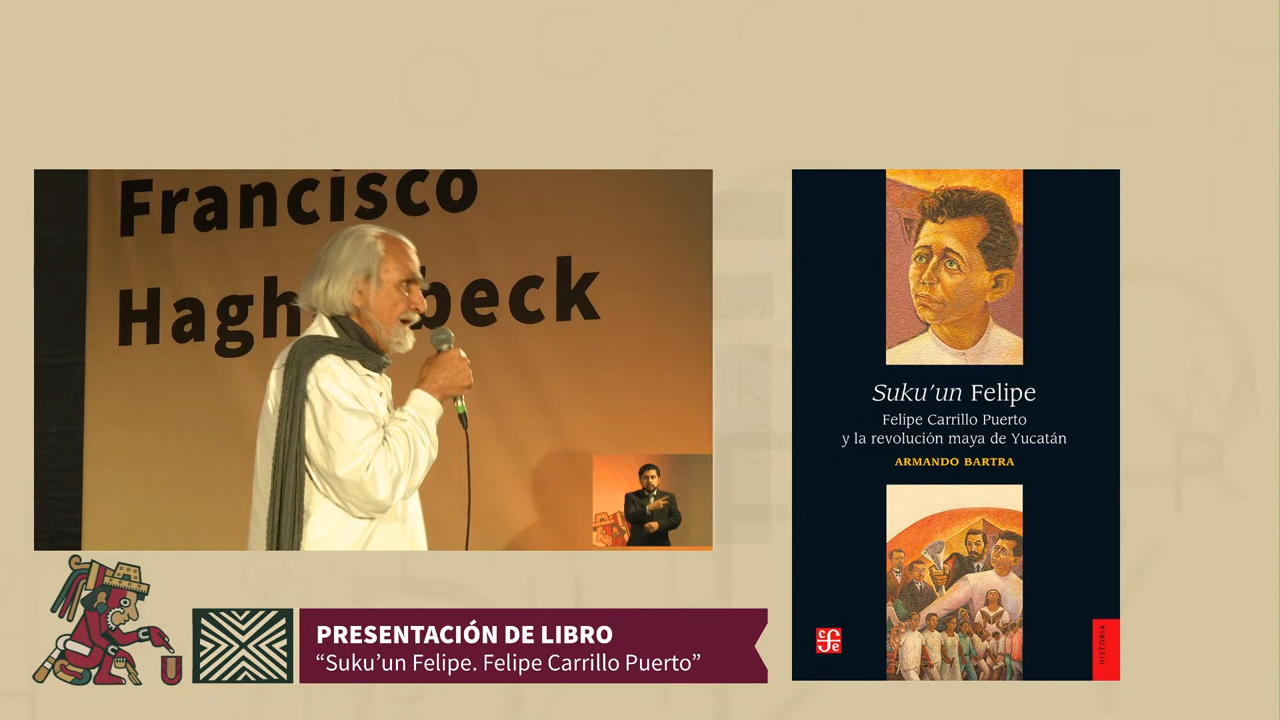 Francisco
Hagh beck
Suku’un Felipe
Felipe Carrillo Puerto
y la revolución maya de Yucatán
ARMANDO BARTRA
cfe
HISTORIA
PRESENTACIÓN DE LIBRO
“Suku’un Felipe. Felipe Carrillo Puerto”